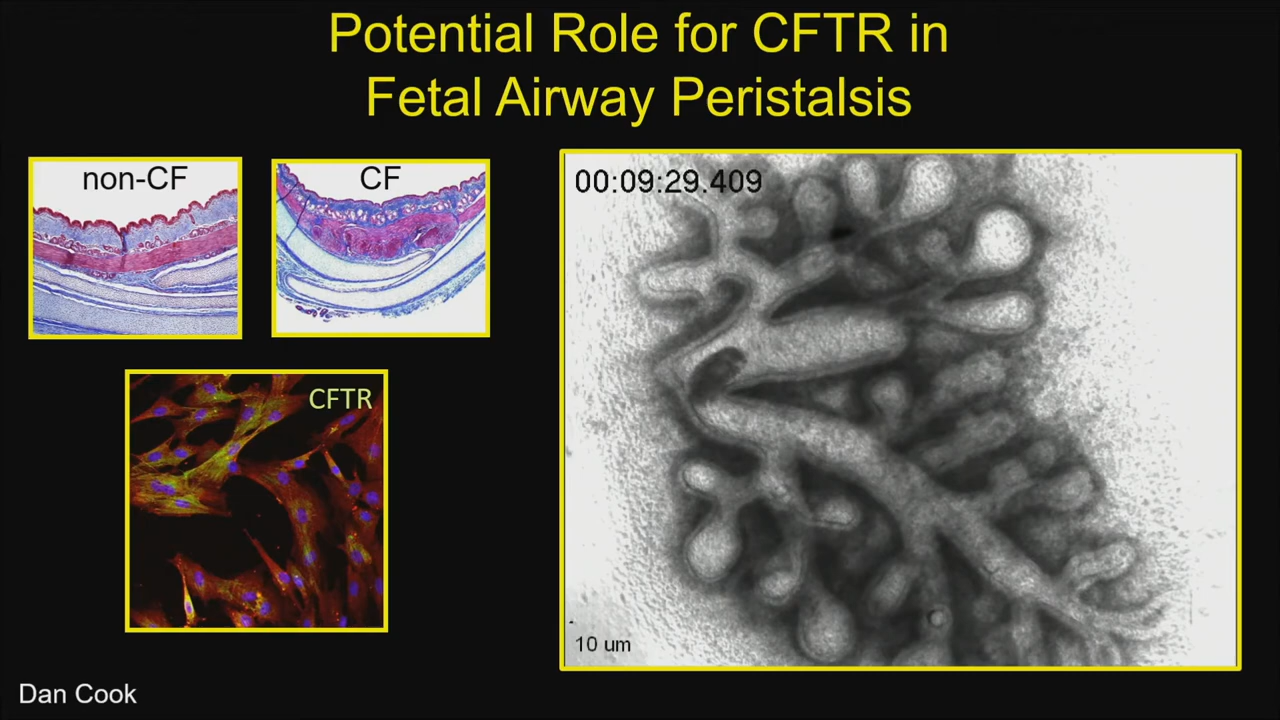 Potential Role for CFTR in
Fetal Airway Peristalsis
non-CF
CF
00:09:29.409
CFTR
10 um
Dan Cook